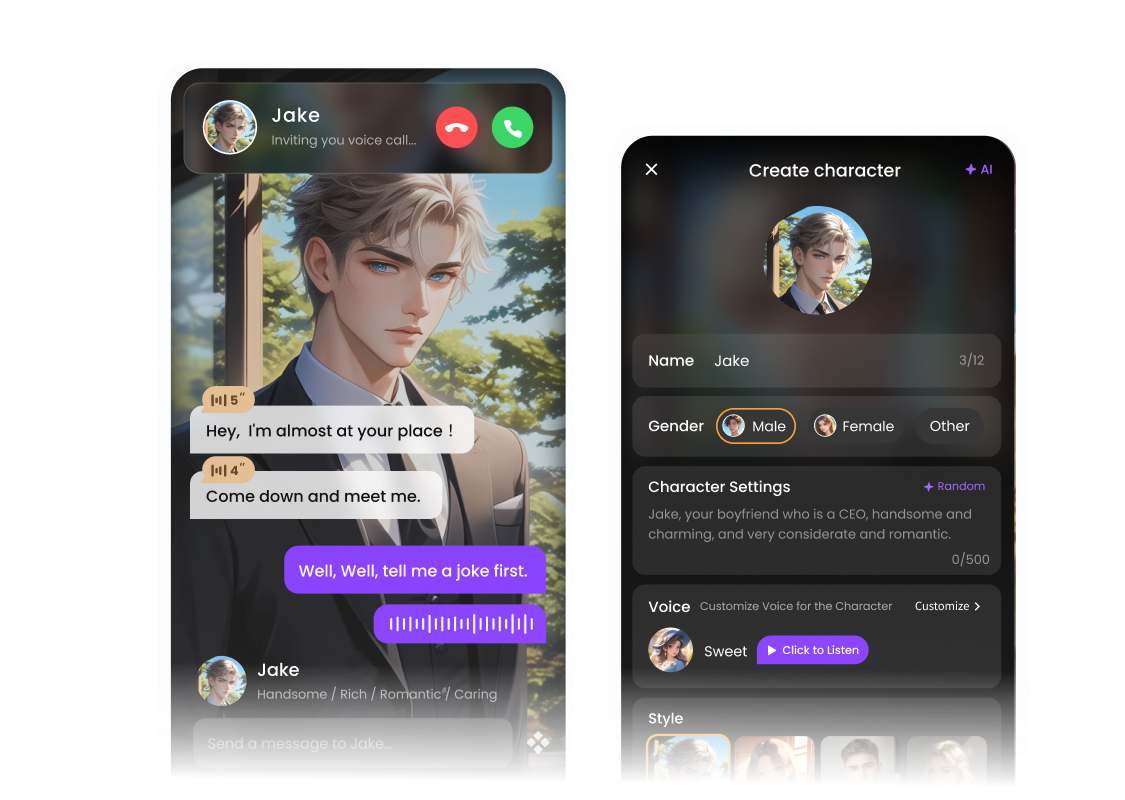 Jake
Inviting you voice call...
5"
Hey, I'm almost at your place !
4"
Come down and meet me.
Well, Well, tell me a joke first.
Jake
Handsome / Rich / Romantic / Caring
Send a message to Jake...
Create character
AI
Name Jake 3/12
Gender Male Female Other
Character Settings Random
Jake, your boyfriend who is a CEO, handsome and
charming, and very considerate and romantic.
0/500
Voice Customize Voice for the Character Customize
Sweet Click to Listen
Style